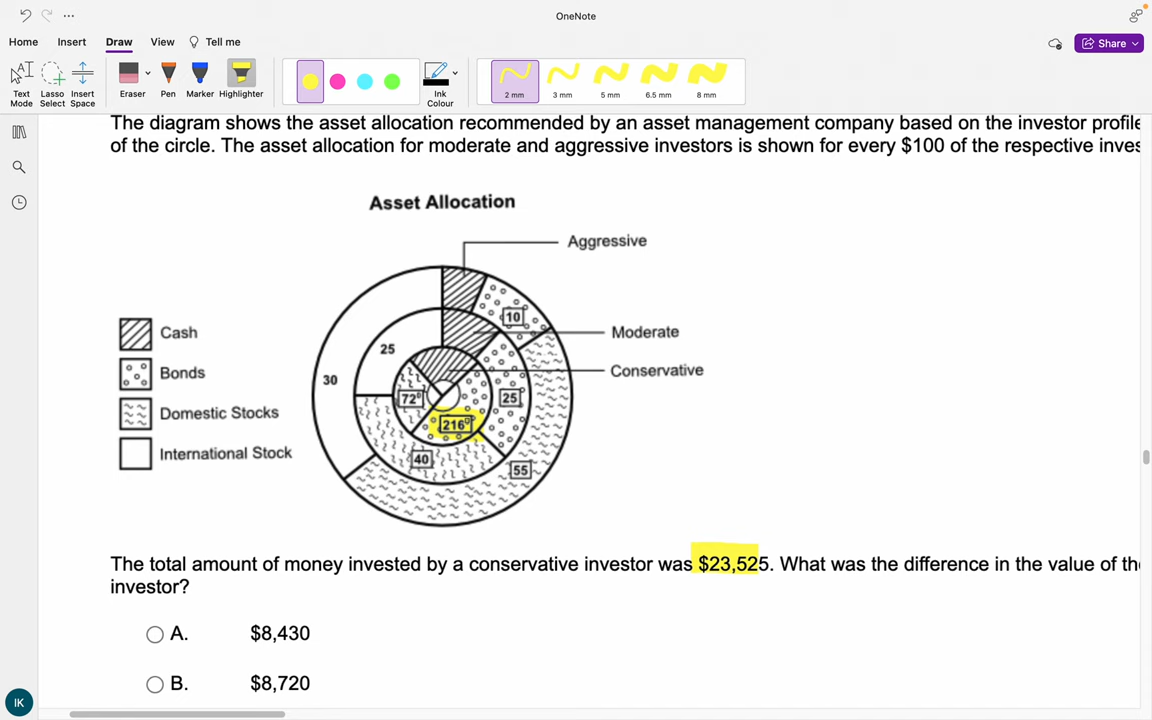 OneNote
Home Insert Draw View Tell me
Share
Text Mode
Lasso Select
Insert Space
Eraser
Pen
Marker
Highlighter
Ink Colour
2 mm 3 mm 5 mm 6.5 mm 8 mm
The diagram shows the asset allocation recommended by an asset management company based on the investor profile
of the circle. The asset allocation for moderate and aggressive investors is shown for every $100 of the respective inves
Asset Allocation
Aggressive
10
Cash
Moderate
25
Bonds
Conservative
30
72°
25
Domestic Stocks
216°
International Stock
40
55
The total amount of money invested by a conservative investor was $23,525. What was the difference in the value of th
investor?
A. $8,430
B. $8,720
IK